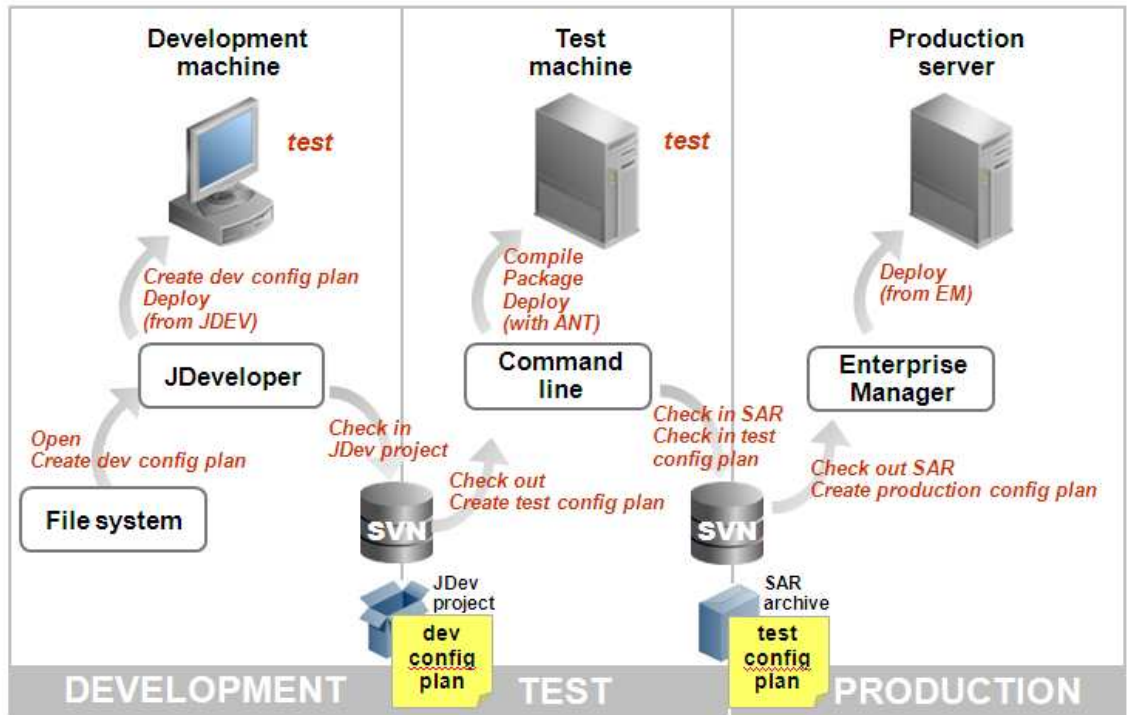 Development
machine
test
Create dev config plan
Deploy
(from JDEV)
JDeveloper
Open
Create dev config plan
File system
Check in
JDev project
SVN
JDev
project
dev
config
plan
DEVELOPMENT
Test
machine
test
Compile
Package
Deploy
(with ANT)
Command
line
Check out
Create test config plan
Check in SAR
Check in test
config plan
SVN
SAR
archive
test
config
plan
TEST
Production
server
Deploy
(from EM)
Enterprise
Manager
Check out SAR
Create production config plan
PRODUCTION